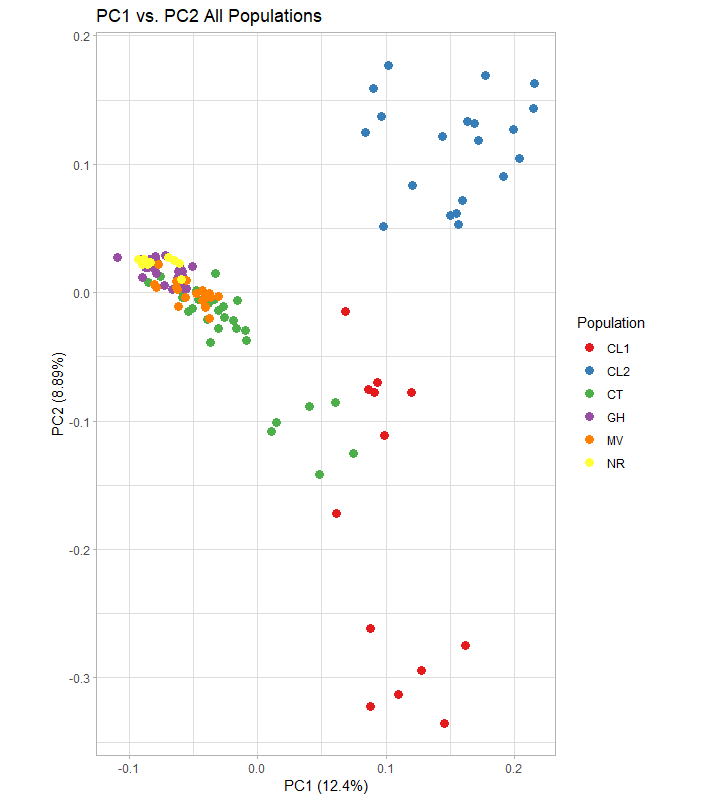 PC1 vs. PC2 All Populations
0.2
0.1
0.0
-0.1
-0.2
-0.3
PC2 (8.89%)
-0.1
0.0
0.1
0.2
PC1 (12.4%)
Population
CL1
CL2
CT
GH
MV
NR